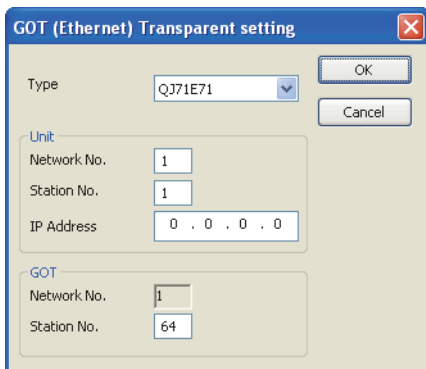 GOT (Ethernet) Transparent setting
Type QJ71E71 OK
Cancel
Unit
Network No. 1
Station No. 1
IP Address 0 . 0 . 0 . 0
GOT
Network No. 1
Station No. 64